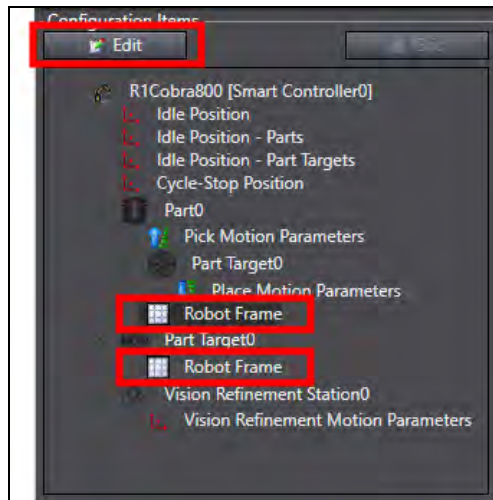 Configuration Items
Edit
R1Cobra800 [Smart Controller0]
Idle Position
Idle Position - Parts
Idle Position - Part Targets
Cycle-Stop Position
Part0
Pick Motion Parameters
Part Target0
Place Motion Parameters
Robot Frame
Part Target0
Robot Frame
Vision Refinement Station0
Vision Refinement Motion Parameters